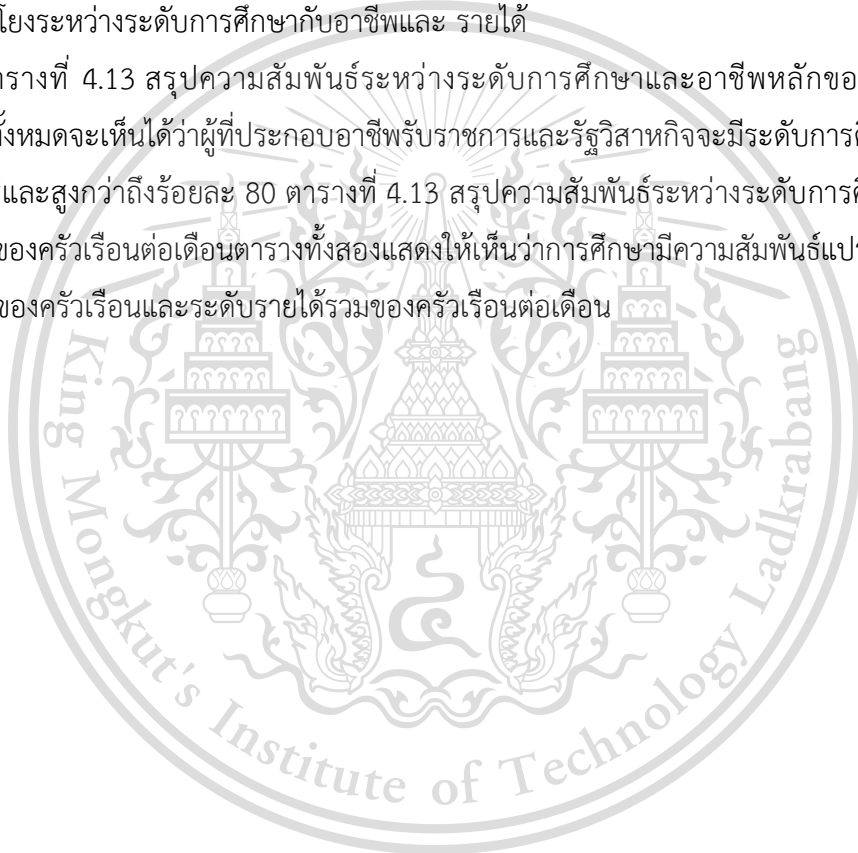 โยงระหว่างระดับการศึกษากับอาชีพและ รายได้
ารางที่ 4.13 สรุปความสัมพันธ์ระหว่างระดับการศึกษาและอาชีพหลักขอ
ั้งหมดจะเห็นได้ว่าผู้ที่ประกอบอาชีพรับราชการและรัฐวิสาหกิจจะมีระดับการศ
และสูงกว่าถึงร้อยละ 80 ตารางที่ 4.13 สรุปความสัมพันธ์ระหว่างระดับการศ
ของครัวเรือนต่อเดือนตารางทั้งสองแสดงให้เห็นว่าการศึกษามีความสัมพันธ์แปร
ของครัวเรือนและระดับรายได้รวมของครัวเรือนต่อเดือน
King Mongkut's Institute of Technology Ladkrabang